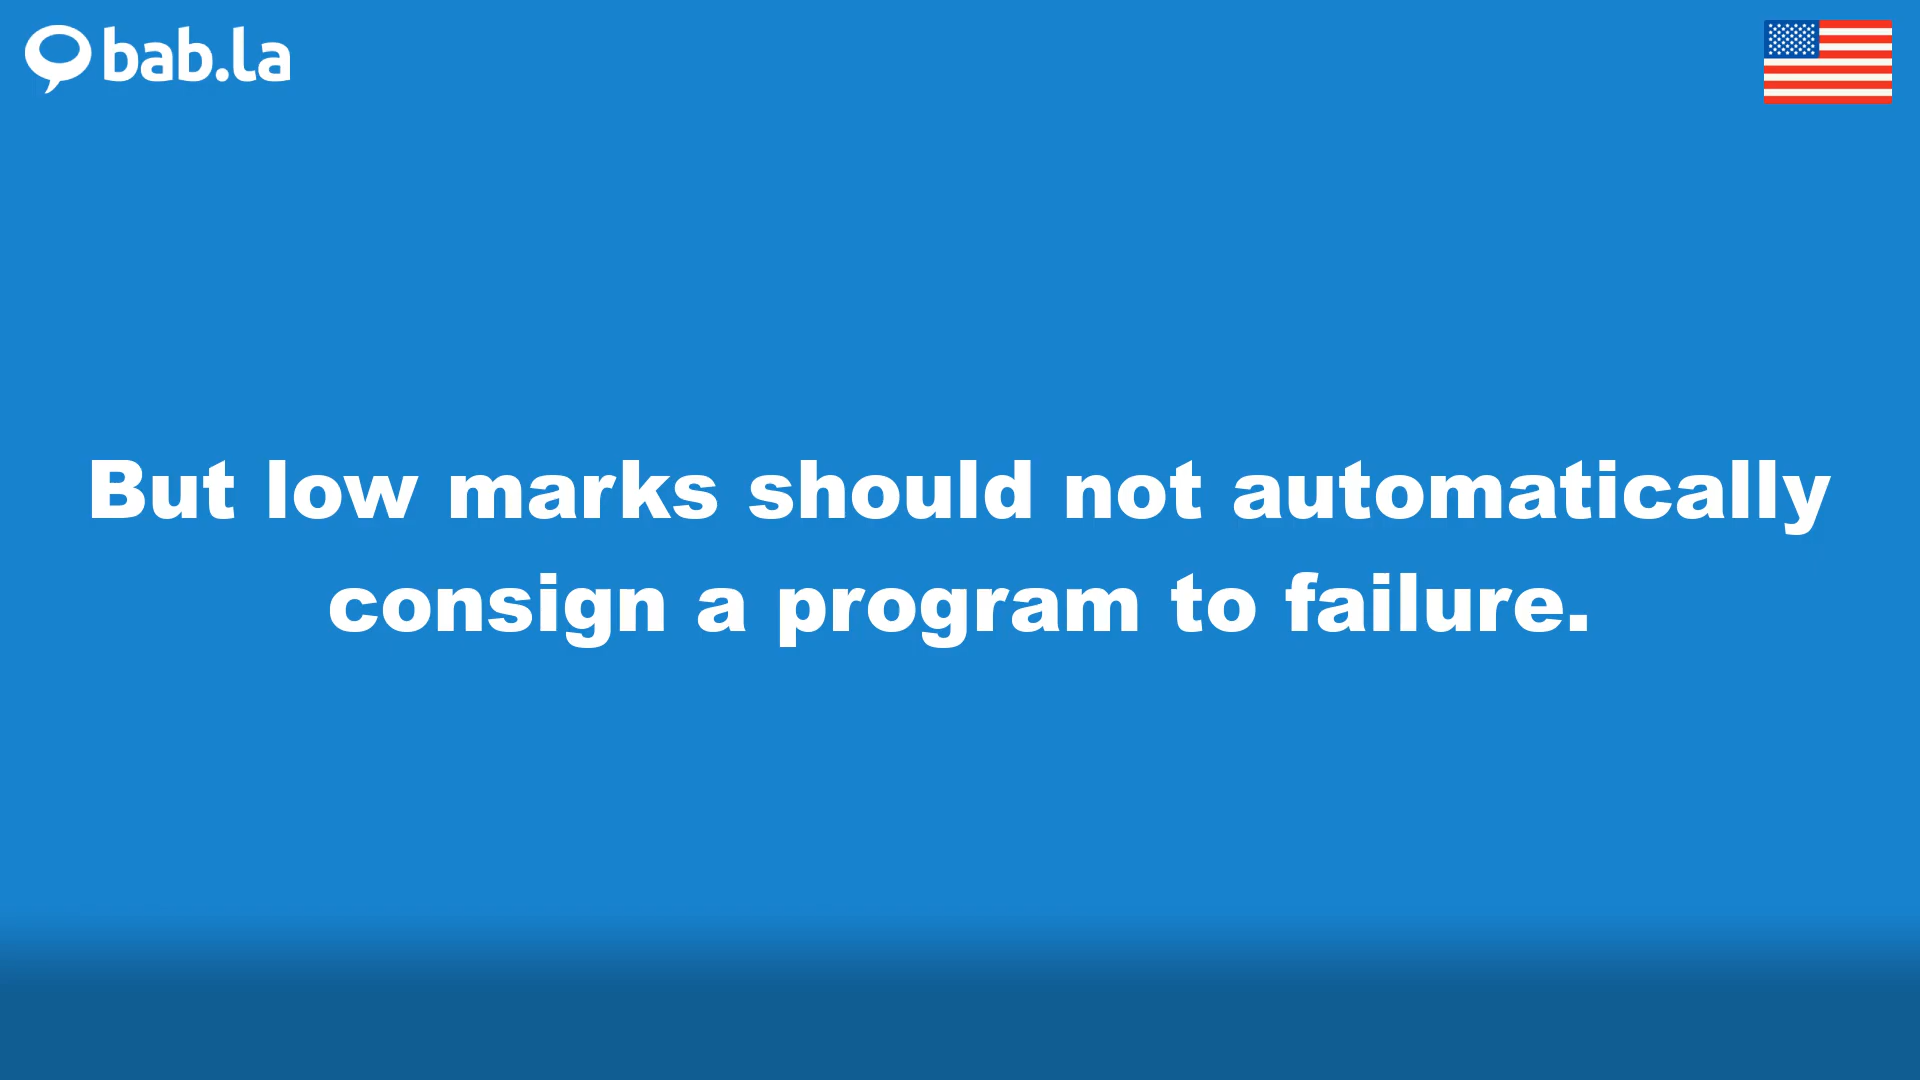 bab.la
But low marks should not automatically
consign a program to failure.